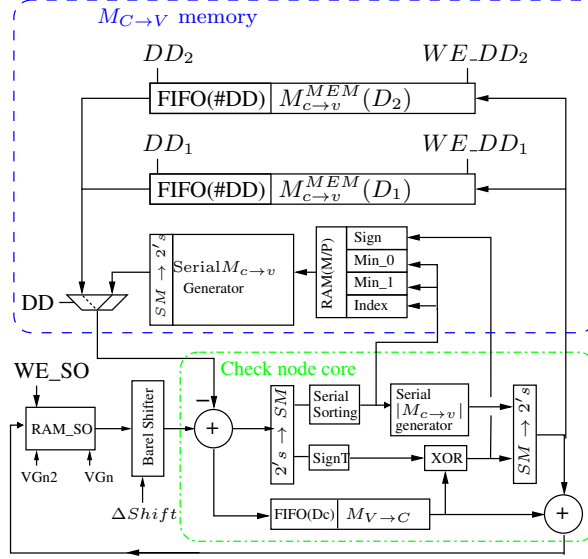 M_{C→V} memory
DD_2
WE_DD_2
FIFO(#DD) M_{c→v}^{MEM}(D_2)
DD_1
WE_DD_1
FIFO(#DD) M_{c→v}^{MEM}(D_1)
SM → 2's
Serial M_{c→v}
Generator
RAM(M/P)
Sign
Min_0
Min_1
Index
DD
Check node core
WE_SO
RAM_SO
VGn2
VGn
Barel Shifter
ΔShift
−
+
2's → SM
Serial
Sorting
Serial
|M_{c→v}|
generator
SignT
XOR
SM → 2's
FIFO(Dc) M_{V→C}
+